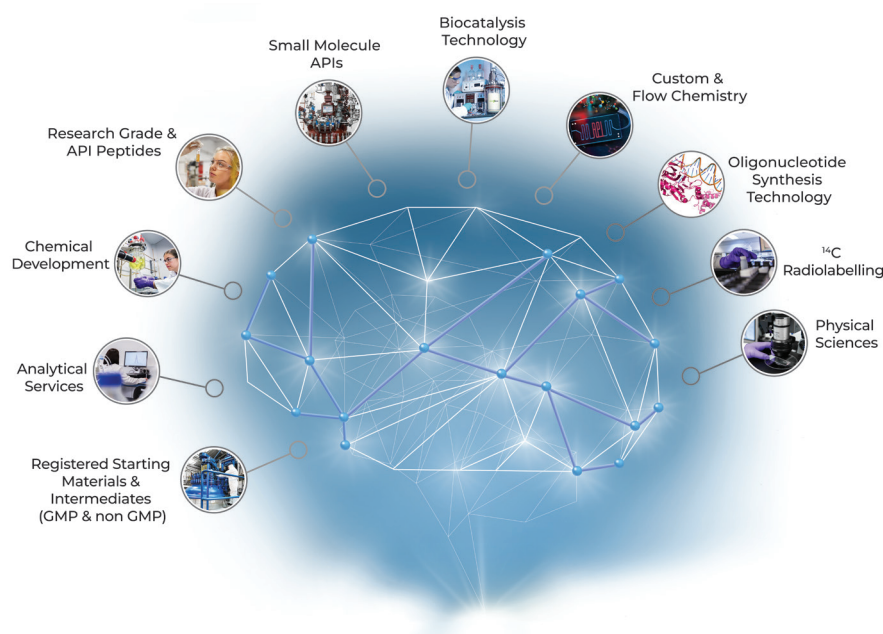 Biocatalysis
Technology
Small Molecule
APIs
Custom &
Flow Chemistry
Research Grade &
API Peptides
Oligonucleotide
Synthesis
Technology
Chemical
Development
¹⁴C
Radiolabelling
Physical
Sciences
Analytical
Services
Registered Starting
Materials &
Intermediates
(GMP & non GMP)